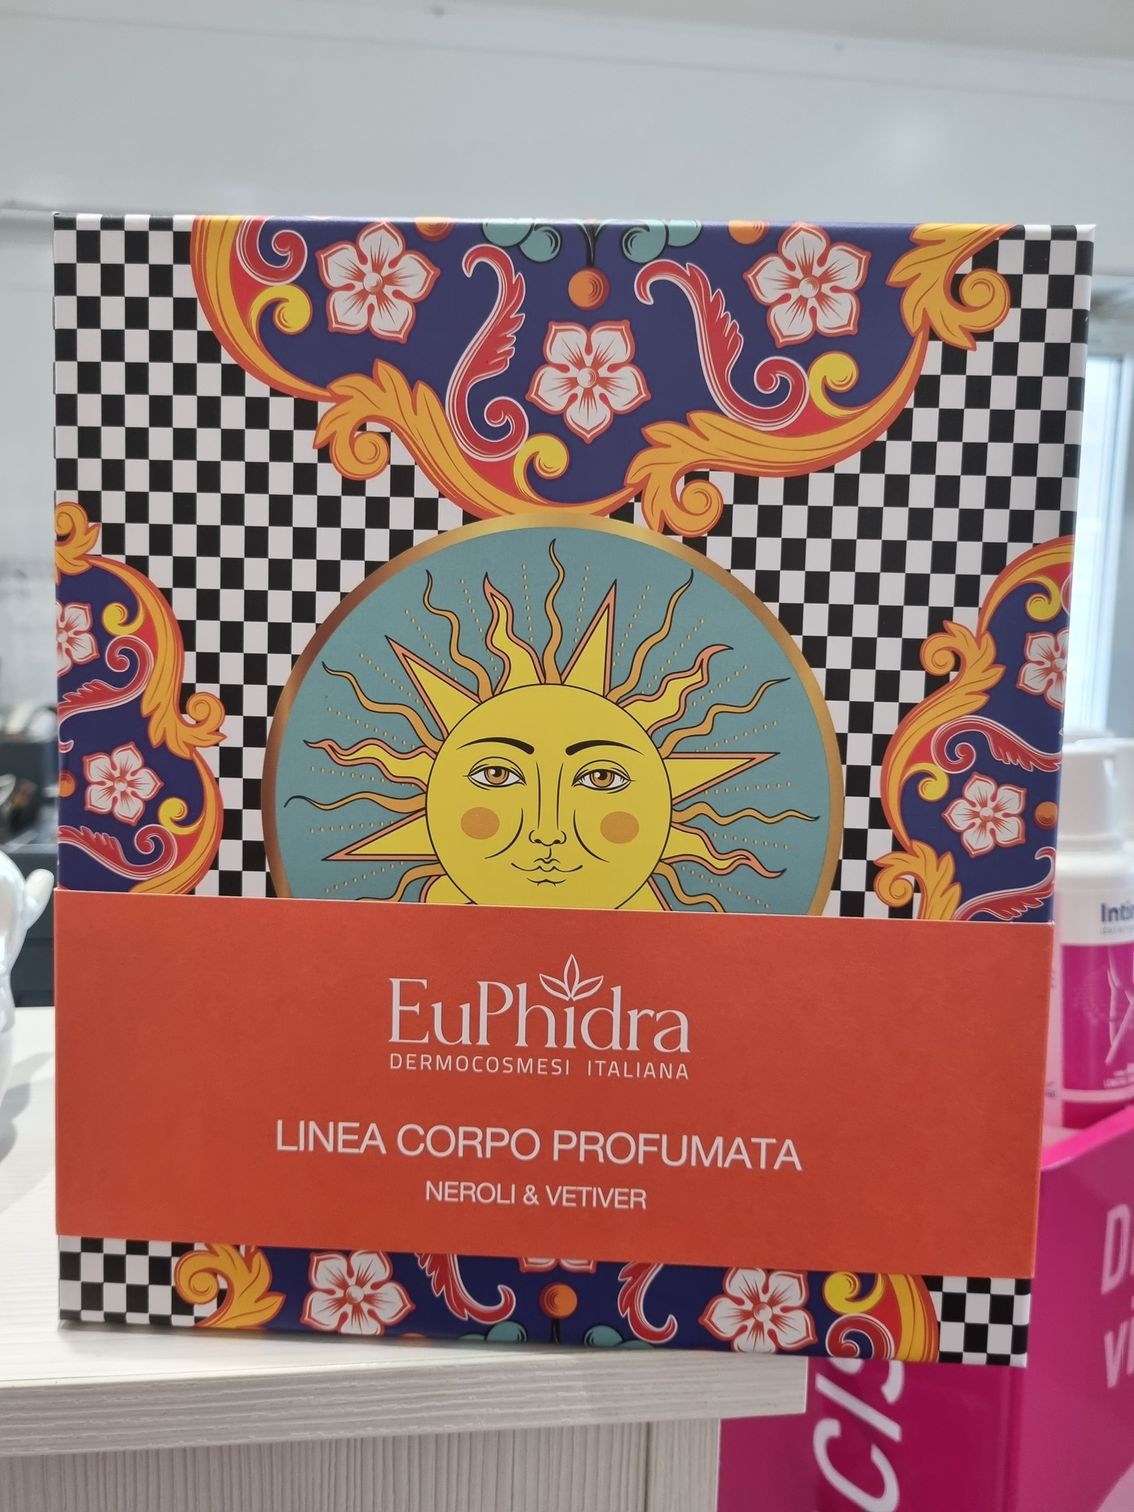 EuPhidra
DERMOCOSMESI ITALIANA
LINEA CORPO PROFUMATA
NEROLI & VETIVER